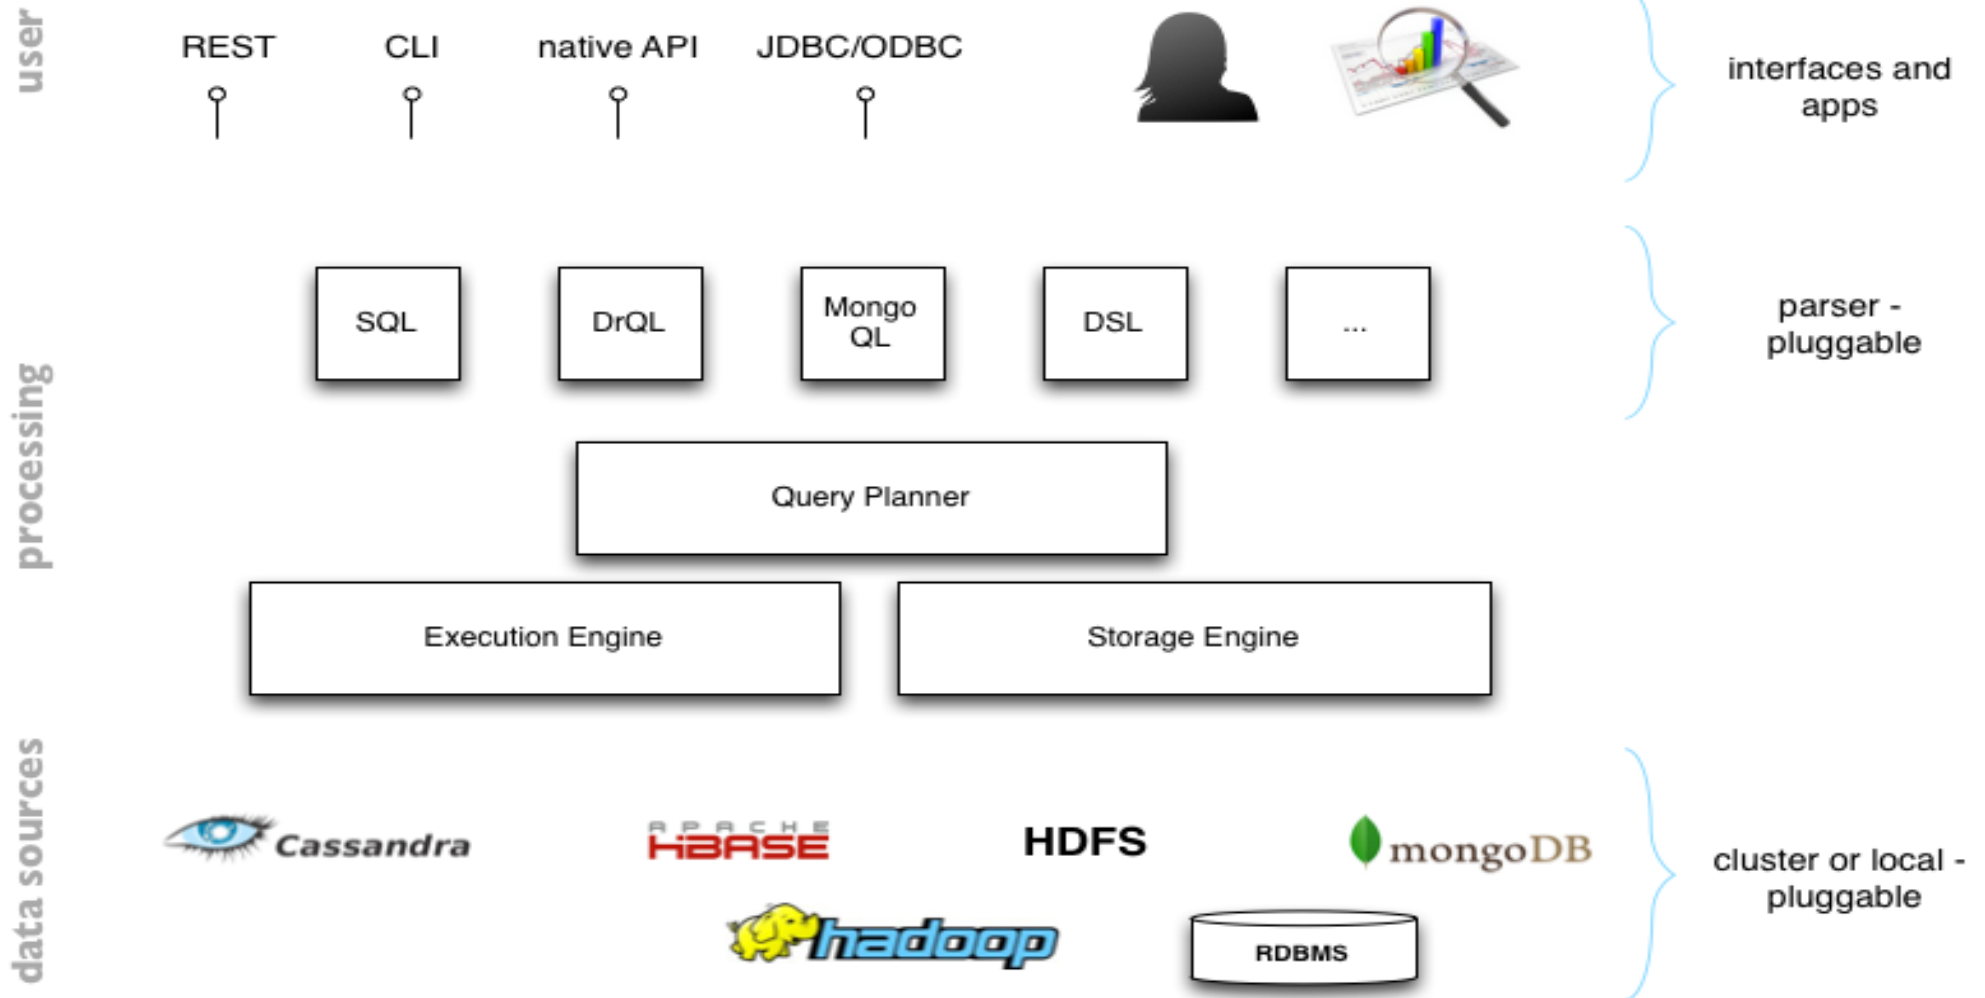 user
REST
CLI
native API
JDBC/ODBC
interfaces and
apps
processing
SQL
DrQL
Mongo
QL
DSL
...
parser -
pluggable
Query Planner
Execution Engine
Storage Engine
data sources
Cassandra
APACHE
HBASE
HDFS
mongoDB
hadoop
RDBMS
cluster or local -
pluggable